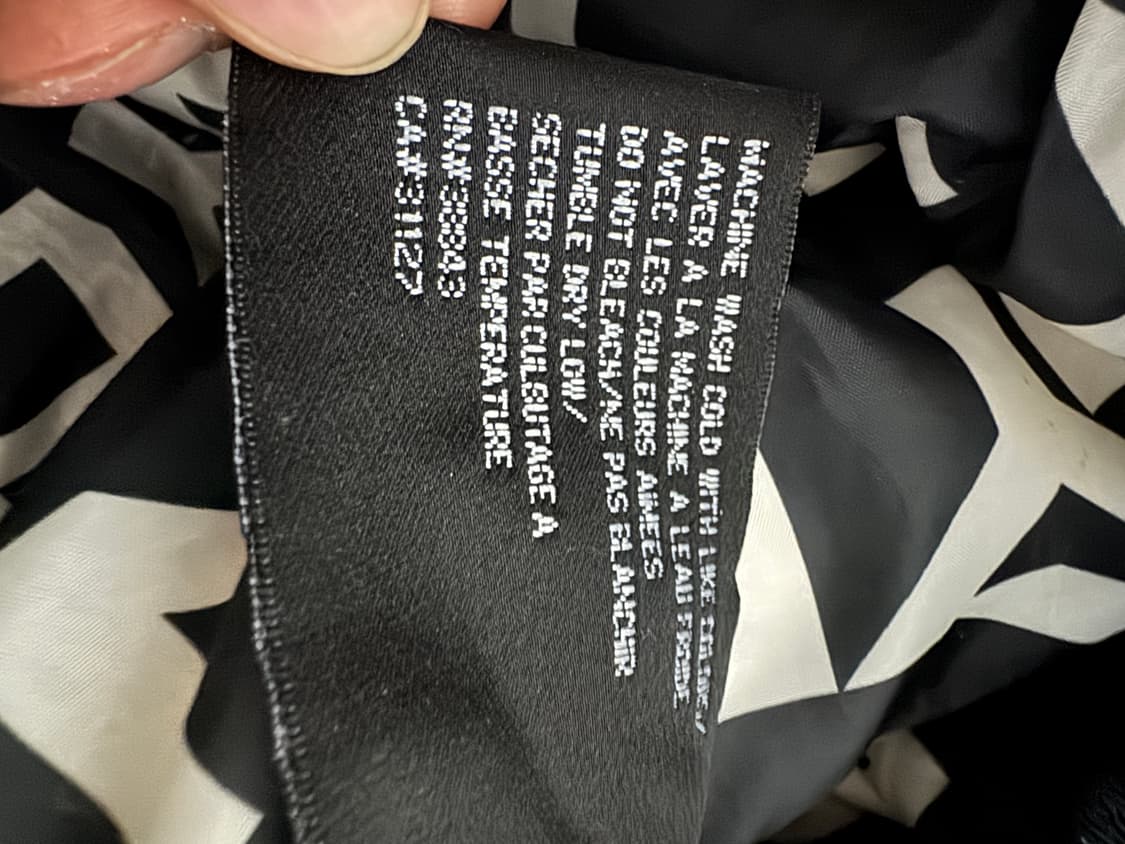 MACHINE WASH COLD WITH LIKE COLORS/
LAVER A LA MACHINE A L'EAU FROIDE
AVEC LES COULEURS AIMEES
DO NOT BLEACH/NE PAS BLANCHIR
TUMBLE DRY LOW/
SECHER PAR CULBUTAGE A
BASSE TEMPERATURE
RN# 38343
CA# 31127